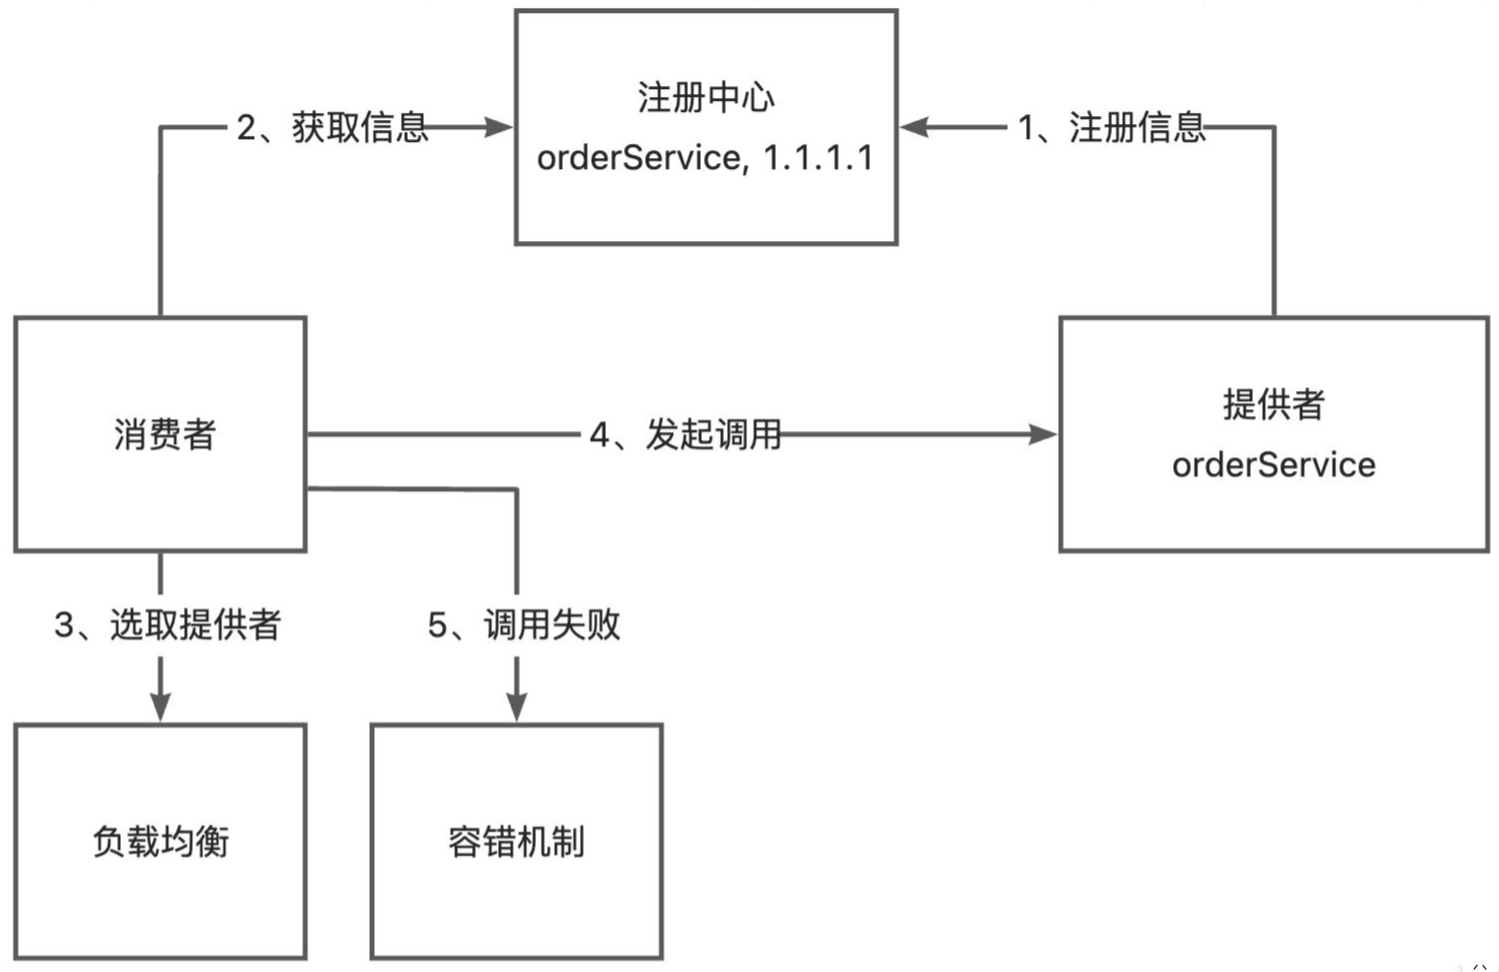 注册中心
orderService, 1.1.1.1
2、获取信息
1、注册信息
消费者
4、发起调用
提供者
orderService
3、选取提供者
5、调用失败
负载均衡
容错机制